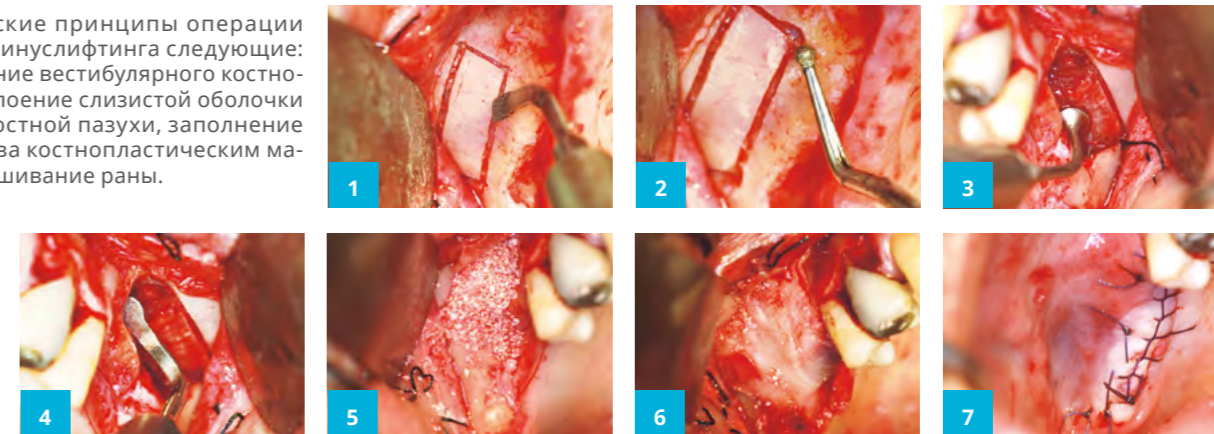 ские принципы операции
инуслифтинга следующие:
ние вестибулярного костно-
лоение слизистой оболочки
остной пазухи, заполнение
ва костнопластическим ма-
шивание раны.
1
2
3
4
5
6
7